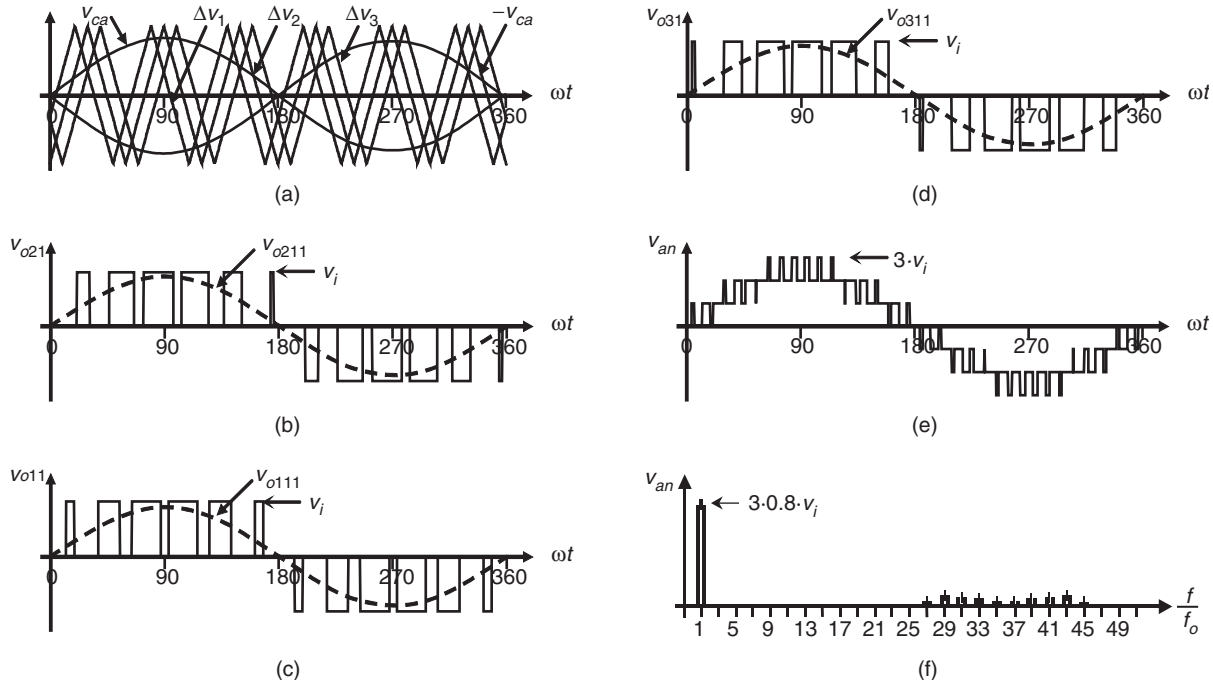 v_ca Δv_1 Δv_2 Δv_3 −v_ca
ωt
0 90 180 270 360
(a)
v_o21
v_o211
v_i
ωt
0 90 180 270 360
(b)
vo11
v_o111
v_i
ωt
0 90 180 270 360
(c)
v_o31
v_o311
v_i
ωt
0 90 180 270 360
(d)
v_an
3·v_i
ωt
0 90 180 270 360
(e)
v_an
3·0.8·v_i
f
f_o
1 5 9 13 17 21 25 29 33 37 41 45 49
(f)